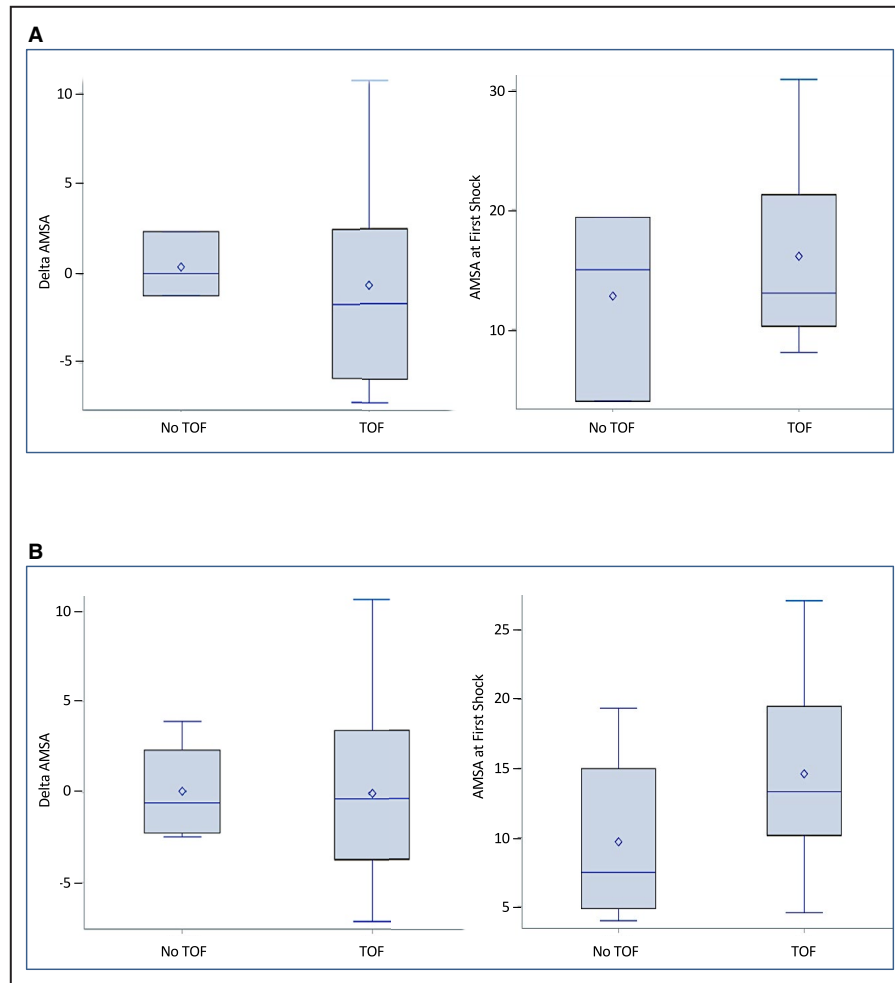 A
10
5
0
-5
Delta AMSA
No TOF
TOF
30
20
10
AMSA at First Shock
No TOF
TOF
B
10
5
0
-5
Delta AMSA
No TOF
TOF
25
20
15
10
5
AMSA at First Shock
No TOF
TOF